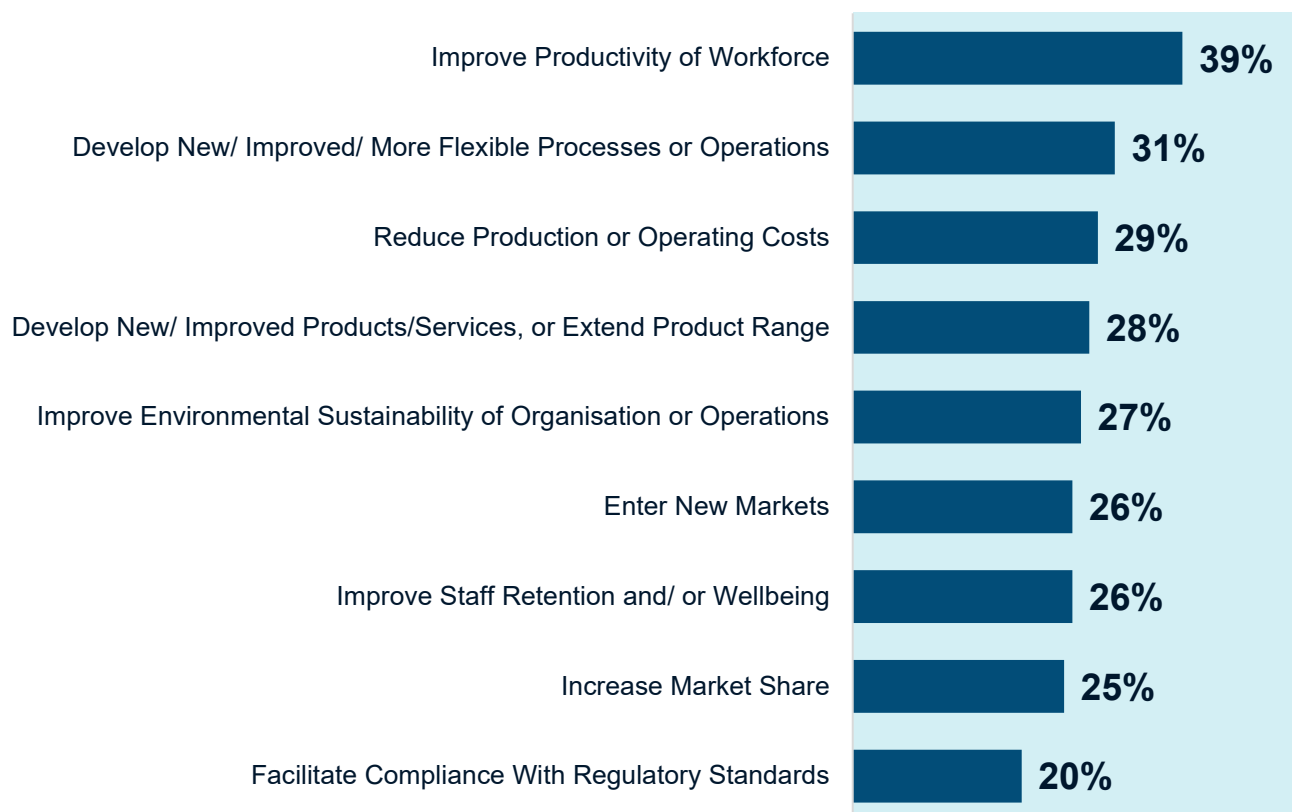 Improve Productivity of Workforce 39%
Develop New/ Improved/ More Flexible Processes or Operations 31%
Reduce Production or Operating Costs 29%
Develop New/ Improved Products/Services, or Extend Product Range 28%
Improve Environmental Sustainability of Organisation or Operations 27%
Enter New Markets 26%
Improve Staff Retention and/ or Wellbeing 26%
Increase Market Share 25%
Facilitate Compliance With Regulatory Standards 20%